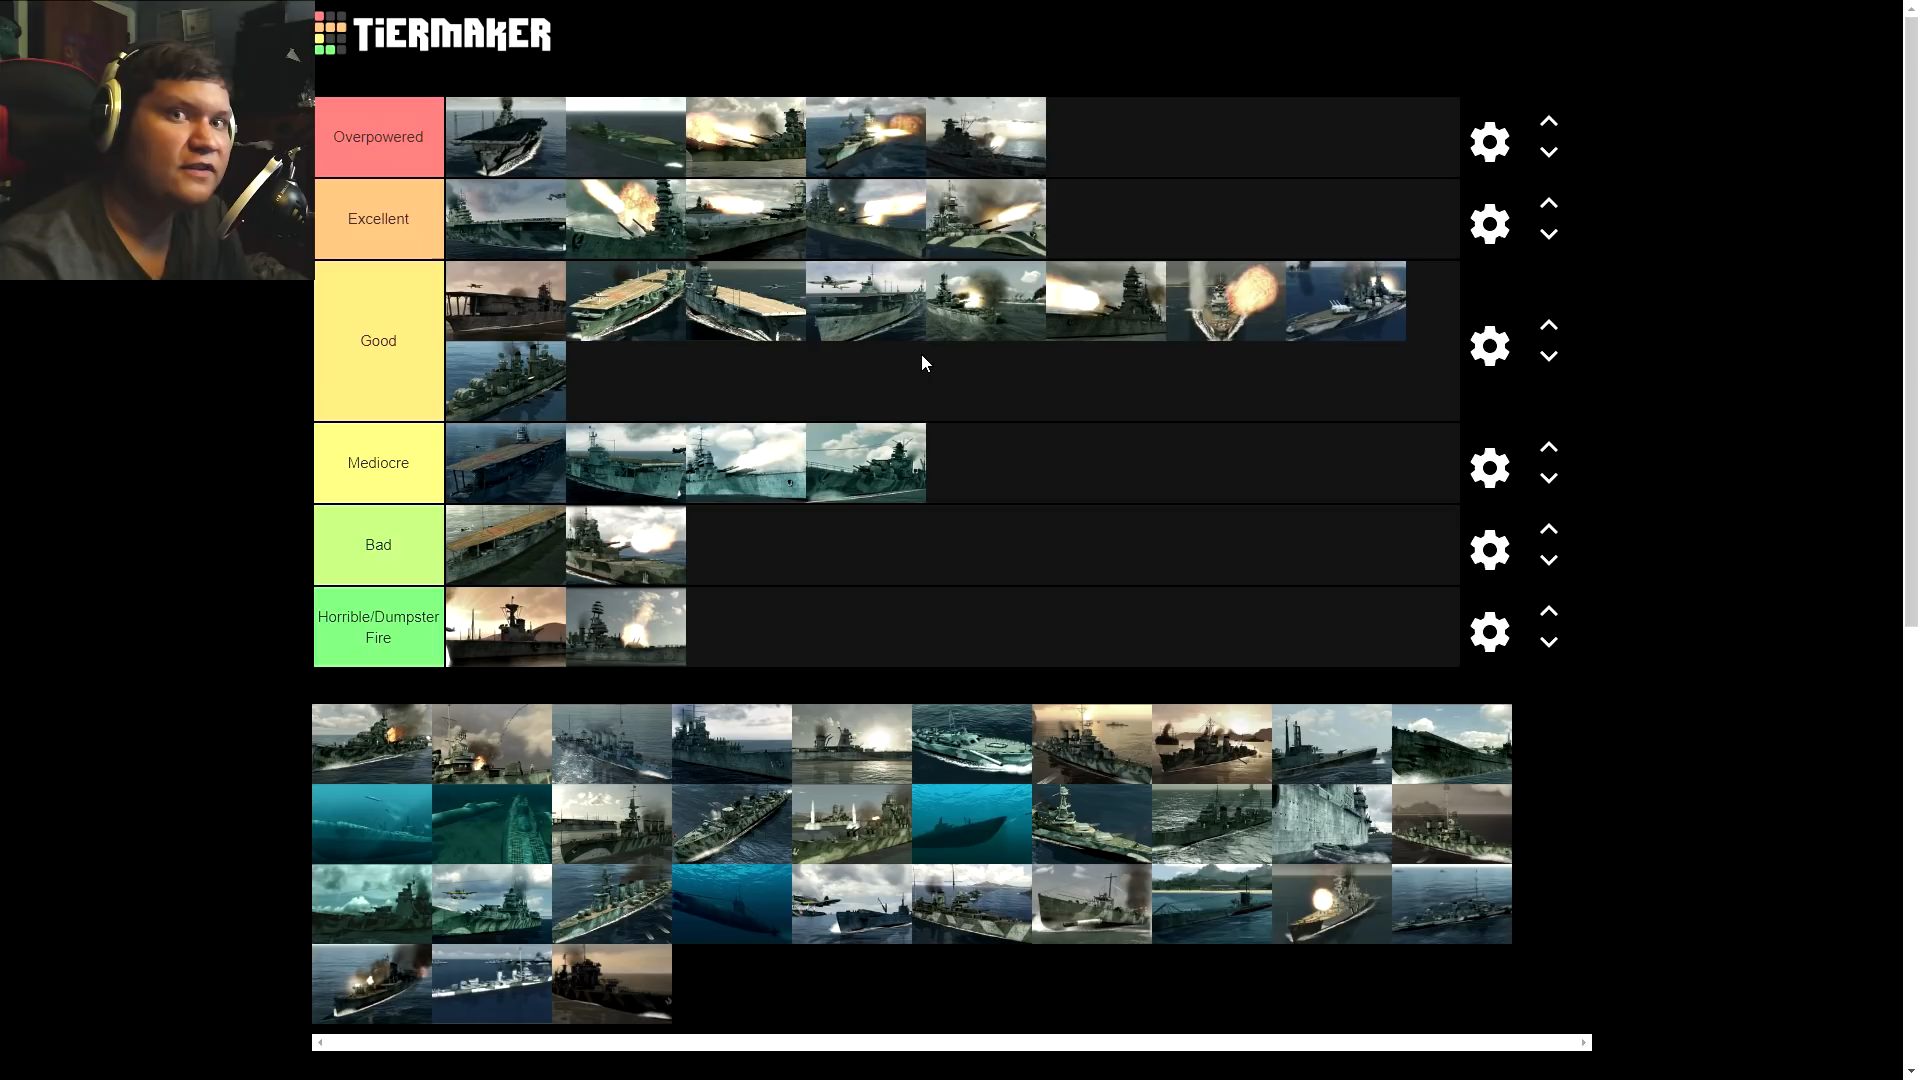 TiERMAKER
Overpowered
Excellent
Good
Mediocre
Bad
Horrible/Dumpster
Fire